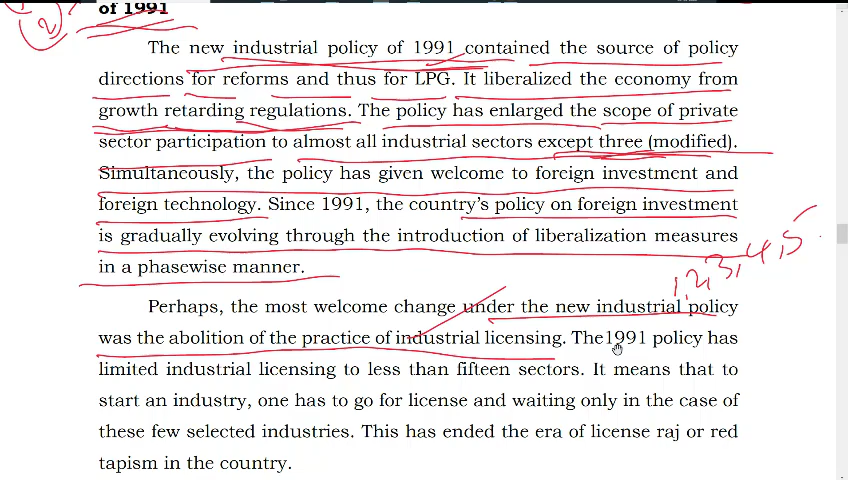 of 1991
2
The new industrial policy of 1991 contained the source of policy
directions for reforms and thus for LPG. It liberalized the economy from
growth retarding regulations. The policy has enlarged the scope of private
sector participation to almost all industrial sectors except three (modified).
Simultaneously, the policy has given welcome to foreign investment and
foreign technology. Since 1991, the country's policy on foreign investment
is gradually evolving through the introduction of liberalization measures
in a phasewise manner.
1,2,3,4,5
Perhaps, the most welcome change under the new industrial policy
was the abolition of the practice of industrial licensing. The1991 policy has
limited industrial licensing to less than fifteen sectors. It means that to
start an industry, one has to go for license and waiting only in the case of
these few selected industries. This has ended the era of license raj or red
tapism in the country.